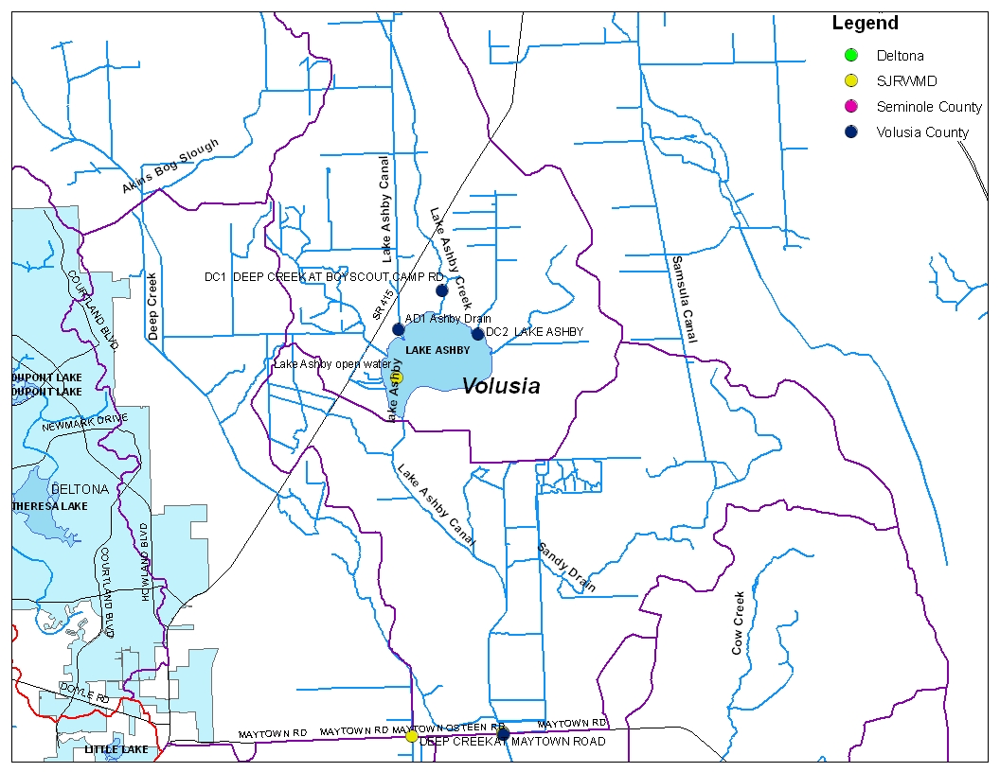 Legend
Deltona
SJRWMD
Seminole County
Volusia County
Akins Bog Slough
Lake Ashby Canal
Lake Ashby Creek
Samsula Canal
Deep Creek
COURTLAND BLVD
DC1 DEEP CREEK AT BOYSCOUT CAMP RD
SR 415
AD1 Ashby Drain
DC2 LAKE ASHBY
LAKE ASHBY
Lake Ashby open water
Lake Ashby
Volusia
DUPONT LAKE
DUPONT LAKE
NEWMARK DRIVE
DELTONA
THERESA LAKE
Lake Ashby Canal
Sandy Drain
COURTLAND BLVD
HOWLAND BLVD
Cow Creek
DOYLE RD
MAYTOWN RD
MAYTOWN RD
MAYTOWN OSTEEN RD
MAYTOWN RD
DEEP CREEK AT MAYTOWN ROAD
LITTLE LAKE